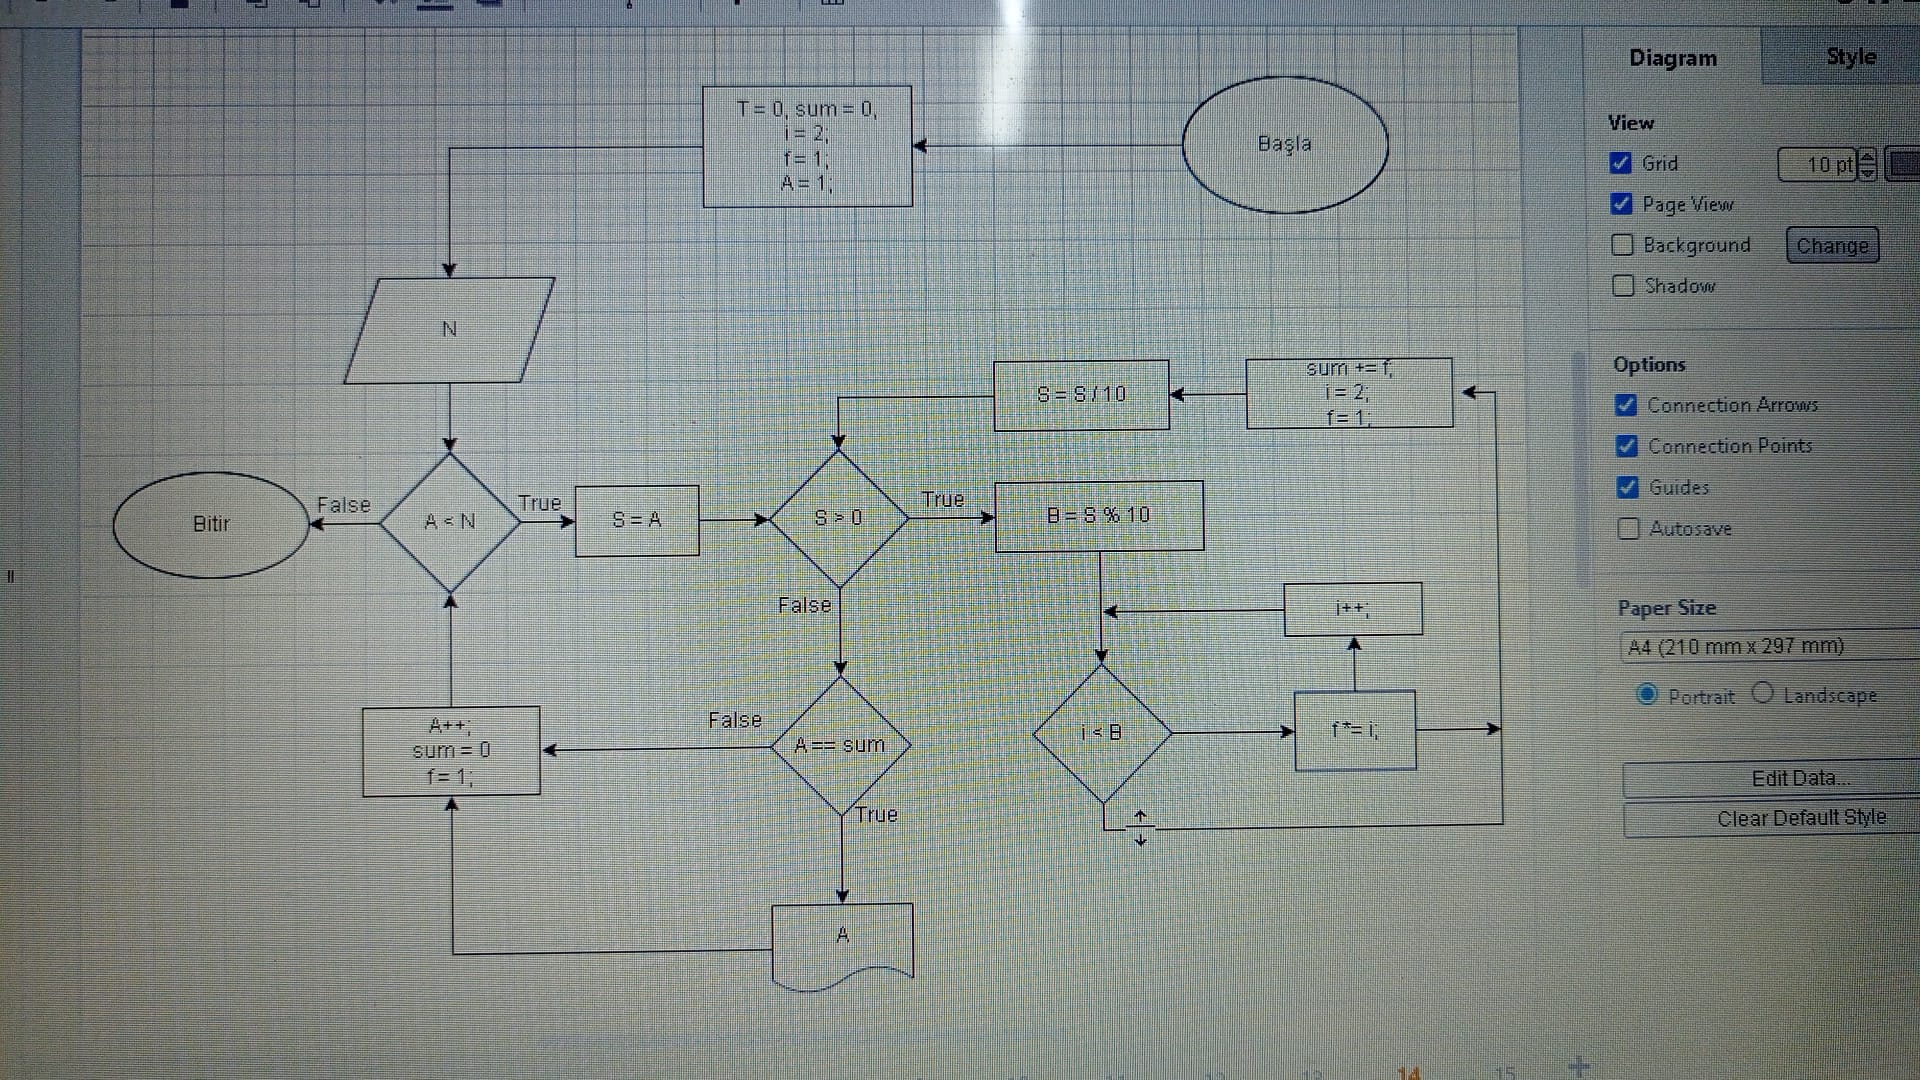 Başla
T = 0, sum = 0,
i = 2;
f = 1;
A = 1;
N
A < N
False
Bitir
True
S = A
S > 0
True
B = S % 10
i < B
f *= i;
i++;
sum += f;
i = 2;
f = 1;
S = S / 10
False
A == sum
False
A++;
sum = 0
f = 1;
True
A
Diagram
Style
View
Grid
10 pt
Page View
Background
Change
Shadow
Options
Connection Arrows
Connection Points
Guides
Autosave
Paper Size
A4 (210 mm x 297 mm)
Portrait
Landscape
Edit Data...
Clear Default Style
14
15